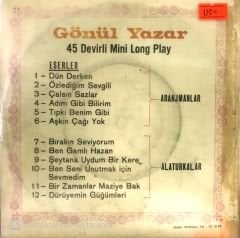 Gönül Yazar
45 Devirli Mini Long Play
ESERLER
1 - Dün Derken
2 - Özlediğim Sevgili
3 - Çalsın Sazlar
4 - Adım Gibi Bilirim
5 - Tıpkı Benim Gibi
6 - Aşkın Çağı Yok
ARANJMANLAR
7 - Bırakın Seviyorum
8 - Ben Gamlı Hazan
9 - Şeytana Uydum Bir Kere
10 - Ben Seni Unutmak için
Sevmedim
11 - Bir Zamanlar Maziye Bak
12 - Dürüyemin Güğümleri
ALATURKALAR